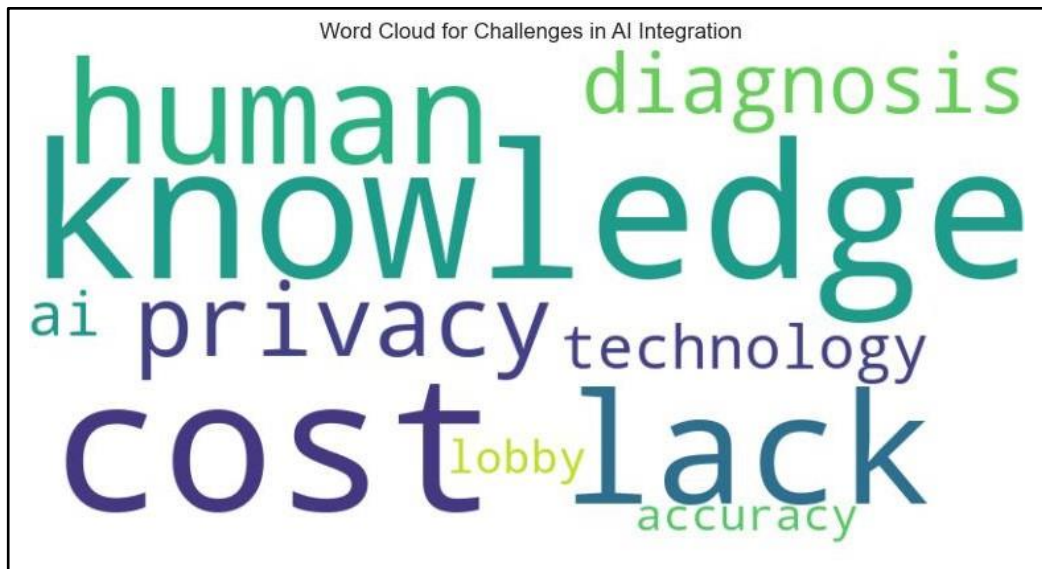 Word Cloud for Challenges in AI Integration
human diagnosis
knowledge
ai privacy technology
cost lobby lack
accuracy